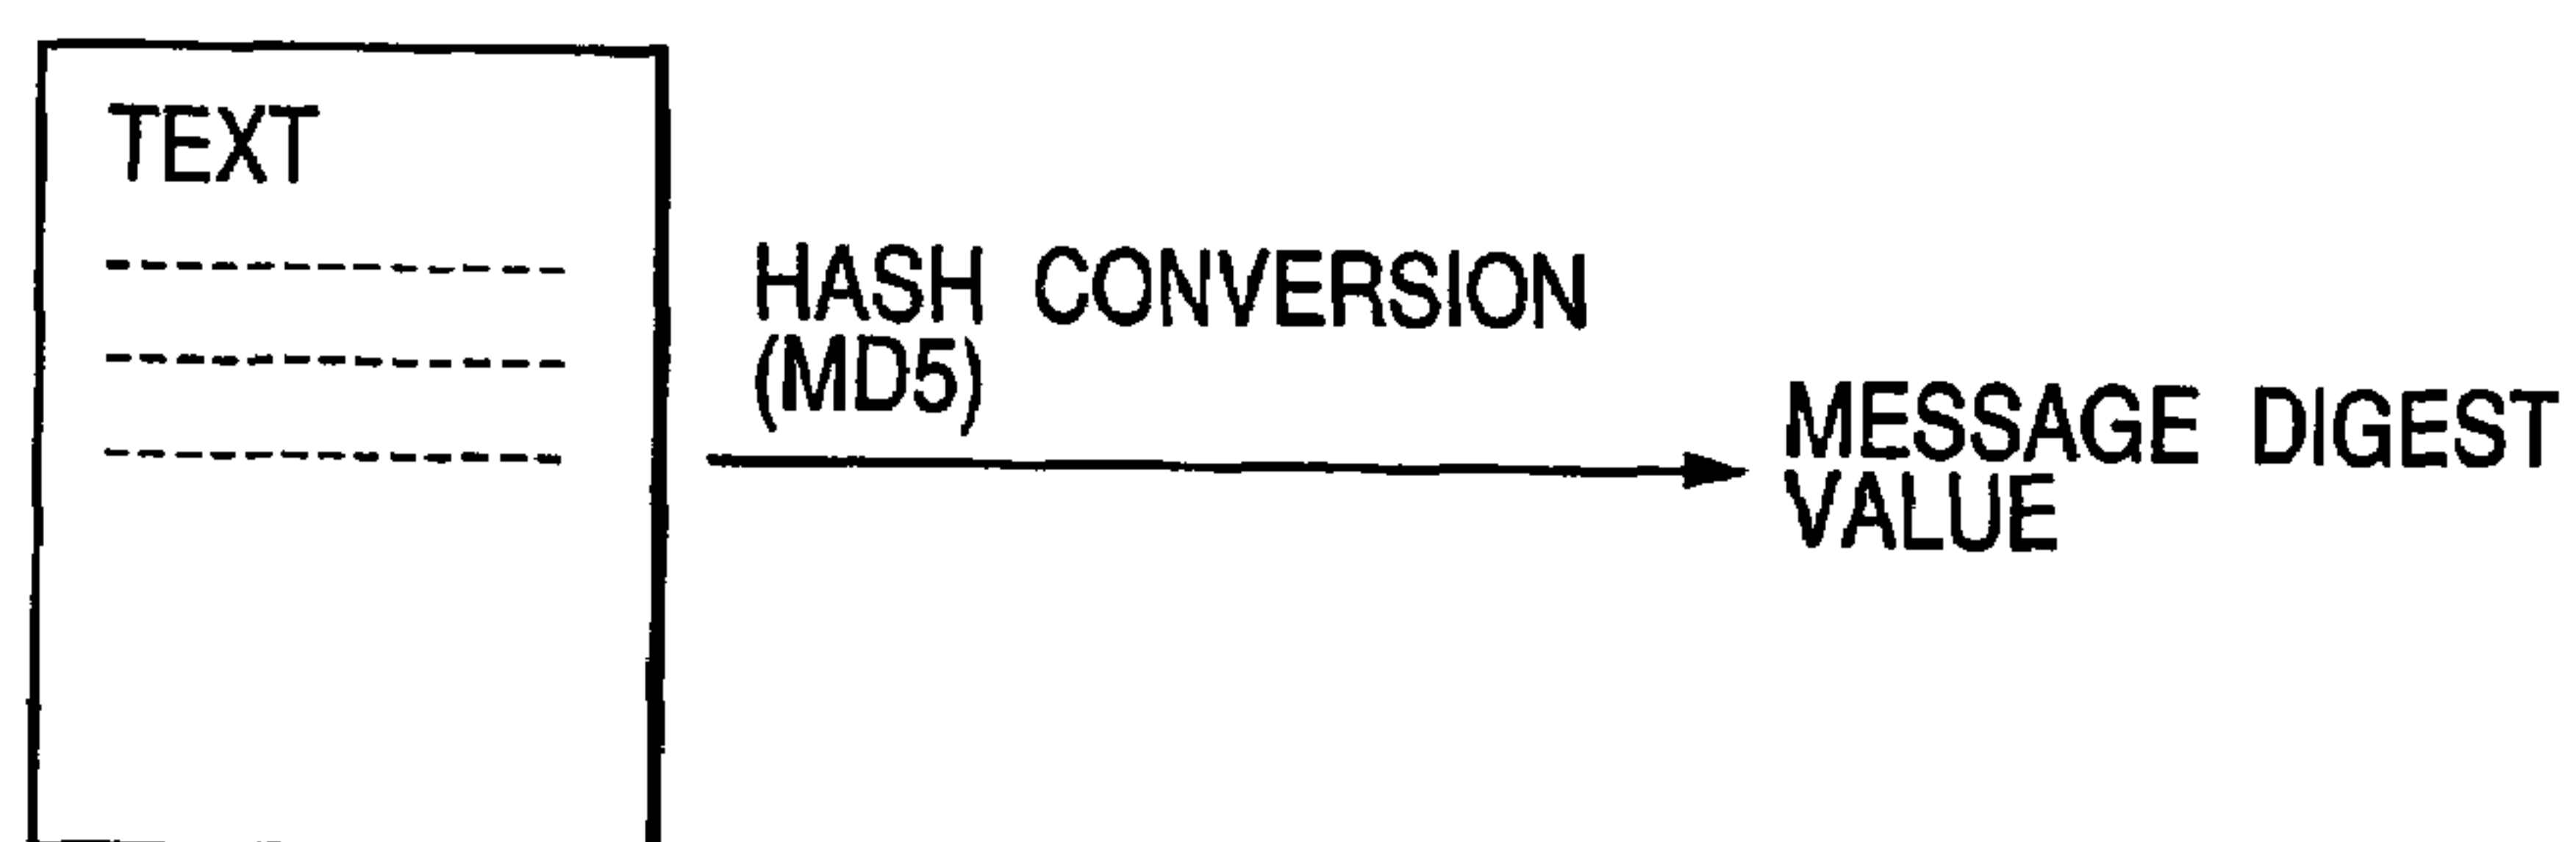 TEXT
HASH CONVERSION
(MD5)
MESSAGE DIGEST
VALUE